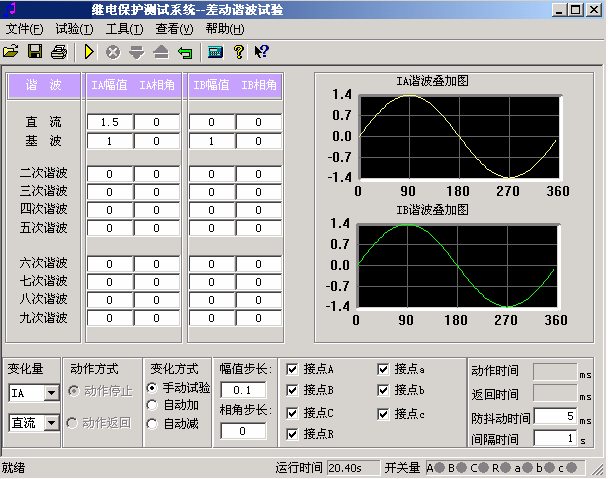 继电保护测试系统--差动谐波试验
文件(F) 试验(T) 工具(T) 查看(V) 帮助(H)
谐 波 IA幅值 IA相角 IB幅值 IB相角
直 流 1.5 0 0 0
基 波 1 0 1 0
二次谐波 0 0 0 0
三次谐波 0 0 0 0
四次谐波 0 0 0 0
五次谐波 0 0 0 0
六次谐波 0 0 0 0
七次谐波 0 0 0 0
八次谐波 0 0 0 0
九次谐波 0 0 0 0
IA谐波叠加图
1.4
0.7
0.0
-0.7
-1.4
0 90 180 270 360
IB谐波叠加图
1.4
0.7
0.0
-0.7
-1.4
0 90 180 270 360
变化量
IA
直流
动作方式
动作停止
动作返回
变化方式
手动试验
自动加
自动减
幅值步长:
0.1
相角步长:
0
接点A 接点a
接点B 接点b
接点C 接点c
接点R
动作时间 ms
返回时间 ms
防抖动时间 5 ms
间隔时间 1 s
就绪 运行时间 20.40s 开关量 A B C R a b c